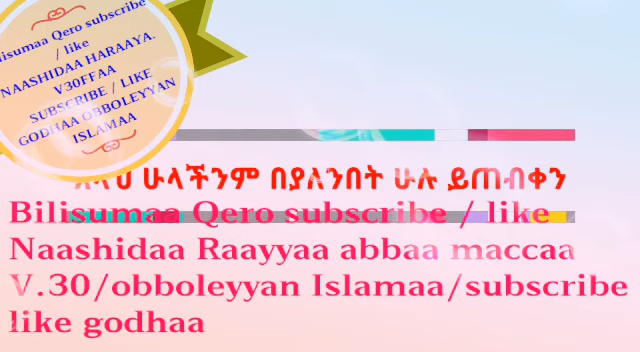 Bilisumaa Qero subscribe
/ like
NAASHIDAA HARAAYA.
V30FFAA
SUBSCRIBE / LIKE
GODHAA OBBOLEYYAN
ISLAMAA
ሁላችንም በያለንበት ሁሉ ይጠብቀን
Bilisumaa Qero subscribe / like
Naashidaa Raayyaa abbaa maccaa
V.30/obboleyyan Islamaa/subscribe
like godhaa